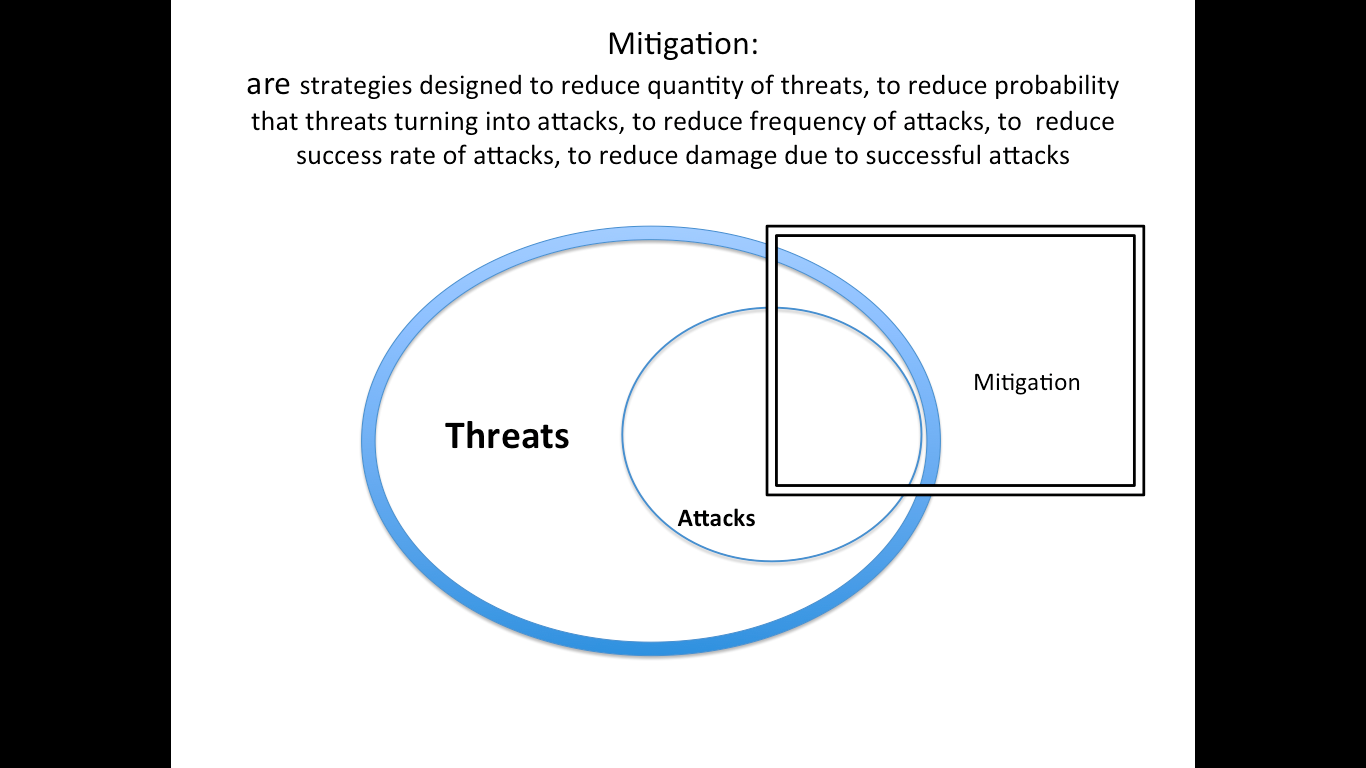 Mitigation:
are strategies designed to reduce quantity of threats, to reduce probability
that threats turning into attacks, to reduce frequency of attacks, to  reduce
success rate of attacks, to reduce damage due to successful attacks
Mitigation
Threats
Attacks